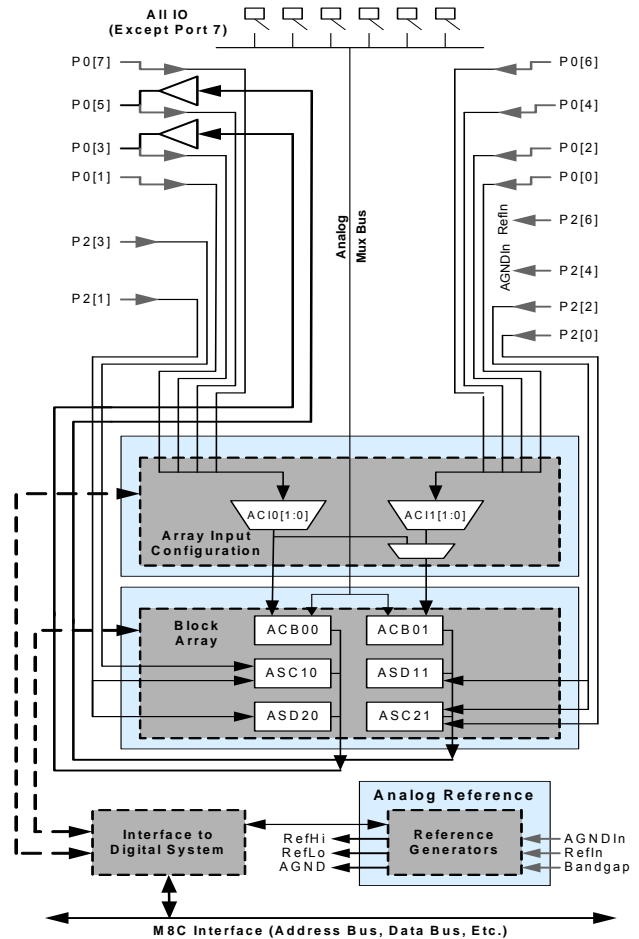 All IO
(Except Port 7)
P0[7]
P0[6]
P0[5]
P0[4]
P0[3]
P0[2]
P0[1]
P0[0]
P2[6]
RefIn
Analog
Mux Bus
P2[3]
AGNDIn
P2[4]
P2[1]
P2[2]
P2[0]
ACI0[1:0]
ACI1[1:0]
Array Input
Configuration
Block
Array
ACB00
ACB01
ASC10
ASD11
ASD20
ASC21
Analog Reference
Interface to
Digital System
RefHi
RefLo
AGND
Reference
Generators
AGNDIn
RefIn
Bandgap
M8C Interface (Address Bus, Data Bus, Etc.)